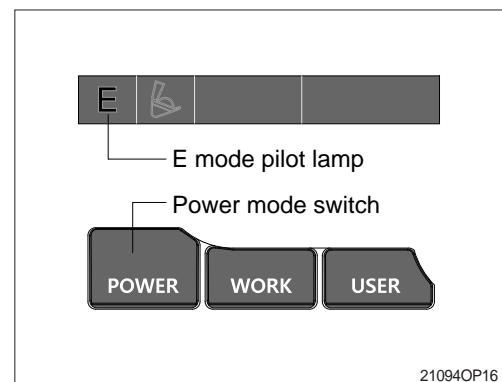 E
E mode pilot lamp
Power mode switch
POWER WORK USER
21094OP16